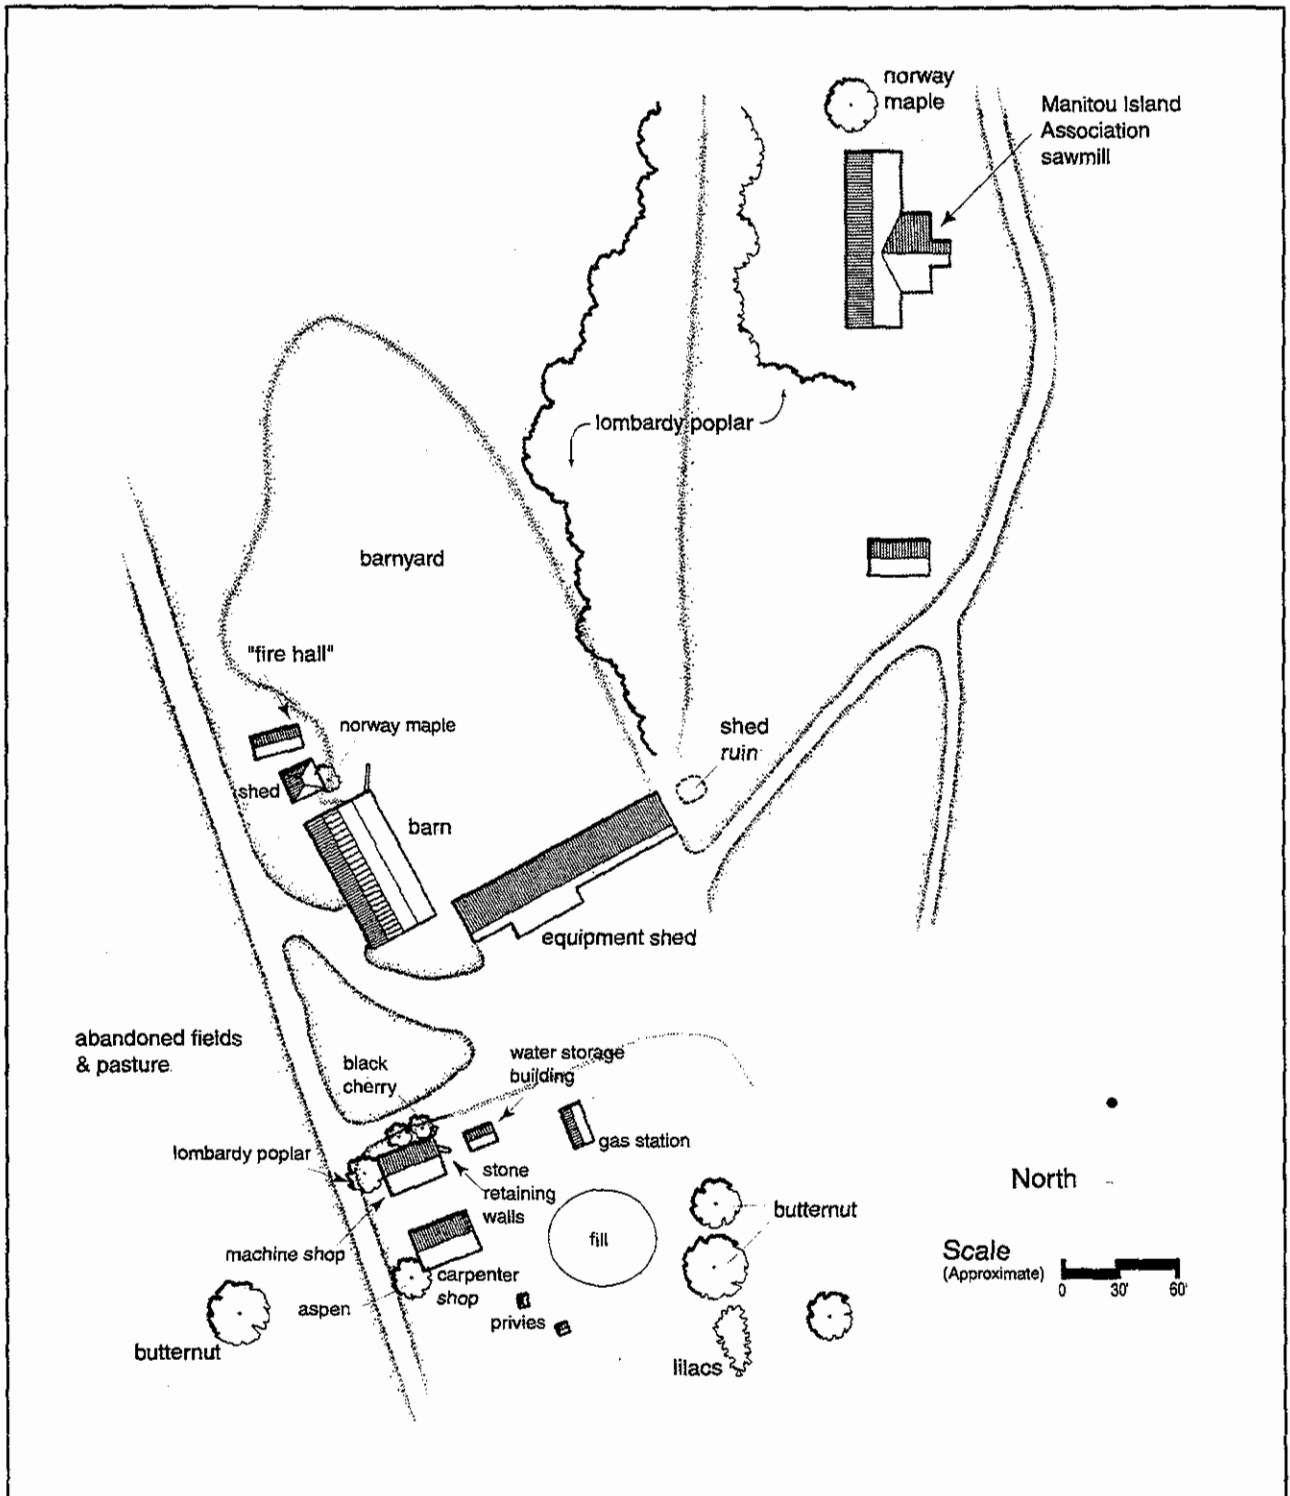 norway
maple
Manitou Island
Association
sawmill
lombardy poplar
barnyard
"fire hall"
norway maple
shed
ruin
shed
barn
equipment shed
abandoned fields
& pasture
black
cherry
water storage
building
lombardy poplar
gas station
stone
retaining
walls
North
butternut
fill
machine shop
Scale
(Approximate)
0 30' 60'
carpenter
shop
aspen
privies
butternut
lilacs